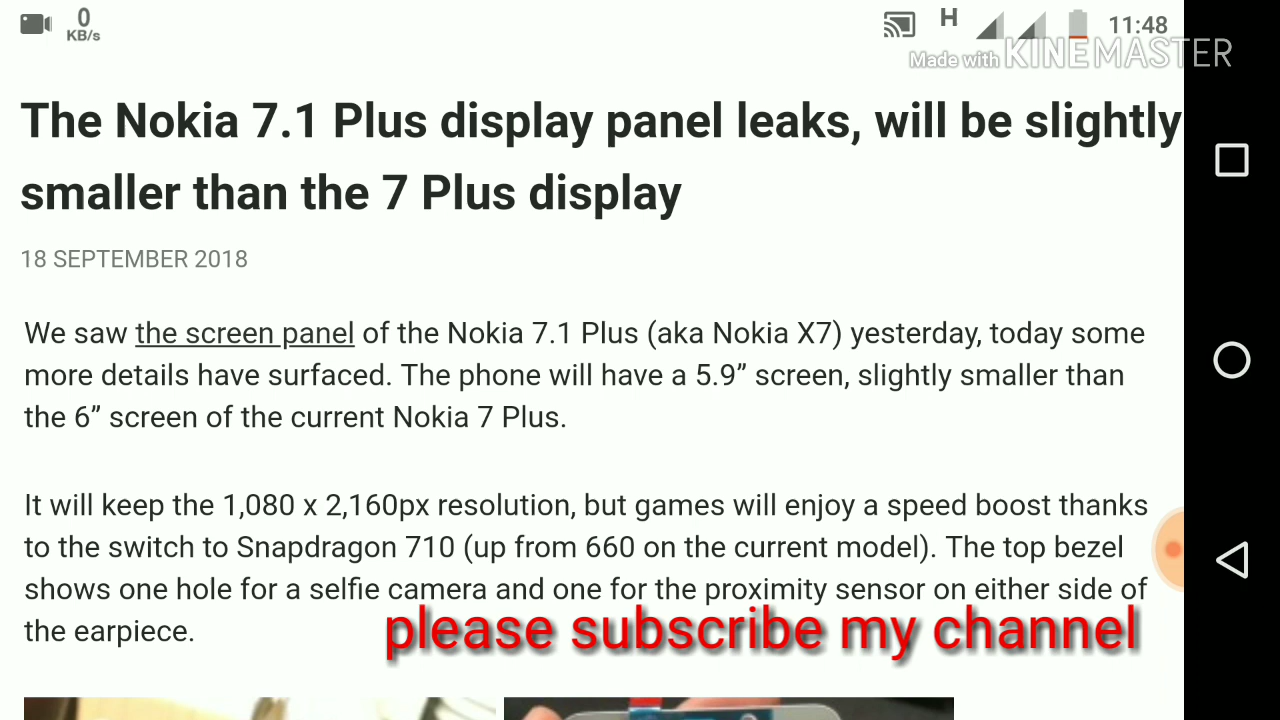 0
KB/s
H
11:48
Made with KINEMASTER
The Nokia 7.1 Plus display panel leaks, will be slightly
smaller than the 7 Plus display
18 SEPTEMBER 2018
We saw the screen panel of the Nokia 7.1 Plus (aka Nokia X7) yesterday, today some
more details have surfaced. The phone will have a 5.9” screen, slightly smaller than
the 6” screen of the current Nokia 7 Plus.
It will keep the 1,080 x 2,160px resolution, but games will enjoy a speed boost thanks
to the switch to Snapdragon 710 (up from 660 on the current model). The top bezel
shows one hole for a selfie camera and one for the proximity sensor on either side of
the earpiece.
please subscribe my channel